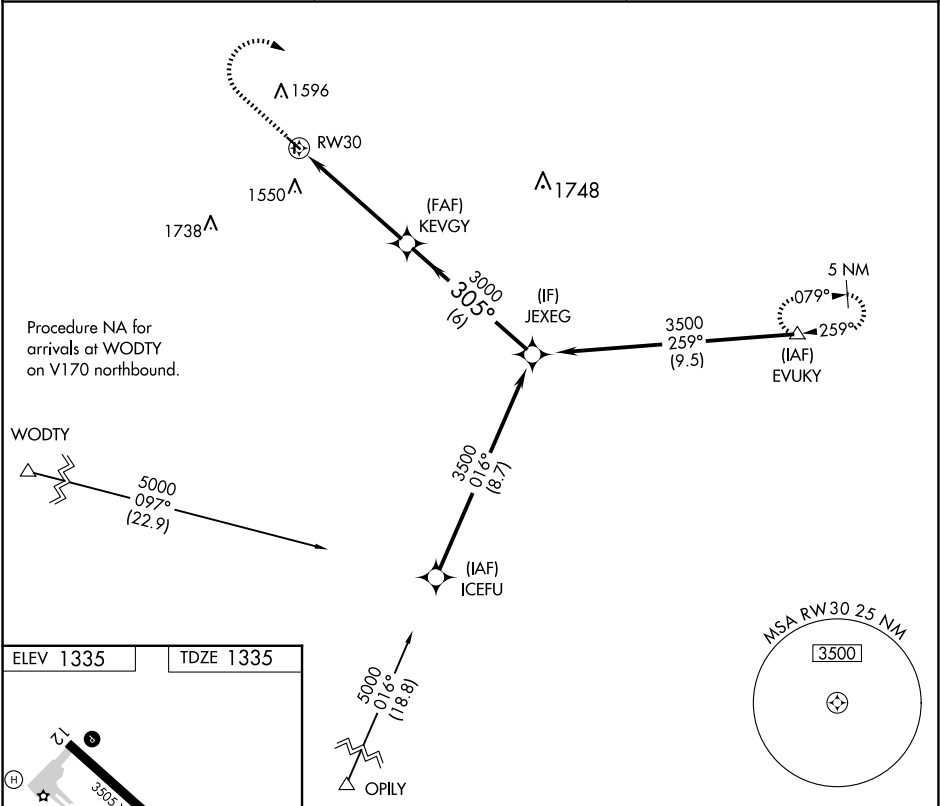 1596
RW30
1550
1748
1738
(FAF)
KEVGY
5 NM
079°
259°
3000
305°
(6)
(IF)
JEXEG
3500
259°
(9.5)
(IAF)
EVUKY
Procedure NA for
arrivals at WODTY
on V170 northbound.
WODTY
5000
097°
(22.9)
3500
016°
(8.7)
(IAF)
ICEFU
MSA RW30 25 NM
3500
ELEV 1335
TDZE 1335
5000
016°
(18.8)
OPILY
12
P
H
3505